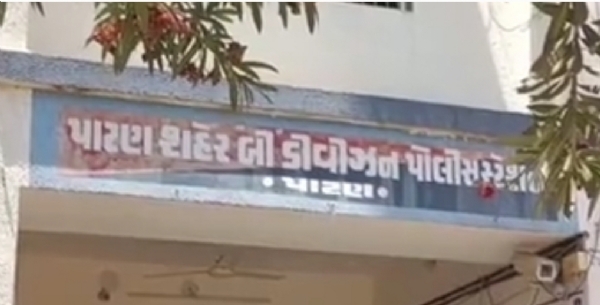 પાટણ શહેર બી ડીવીઝન પોલીસ સ્ટેશન
પાટણ